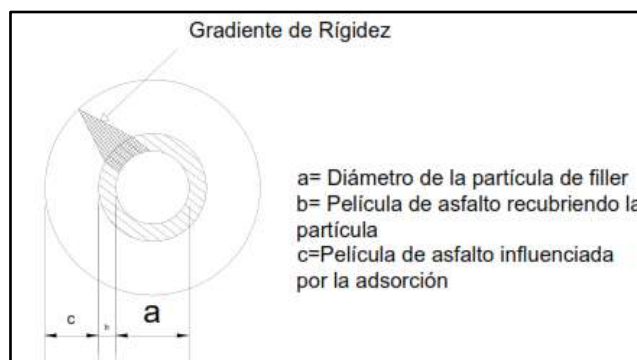 Gradiente de Rígidez
a= Diámetro de la partícula de filler
b= Película de asfalto recubriendo la
partícula
c=Película de asfalto influenciada
por la adsorción
c
a